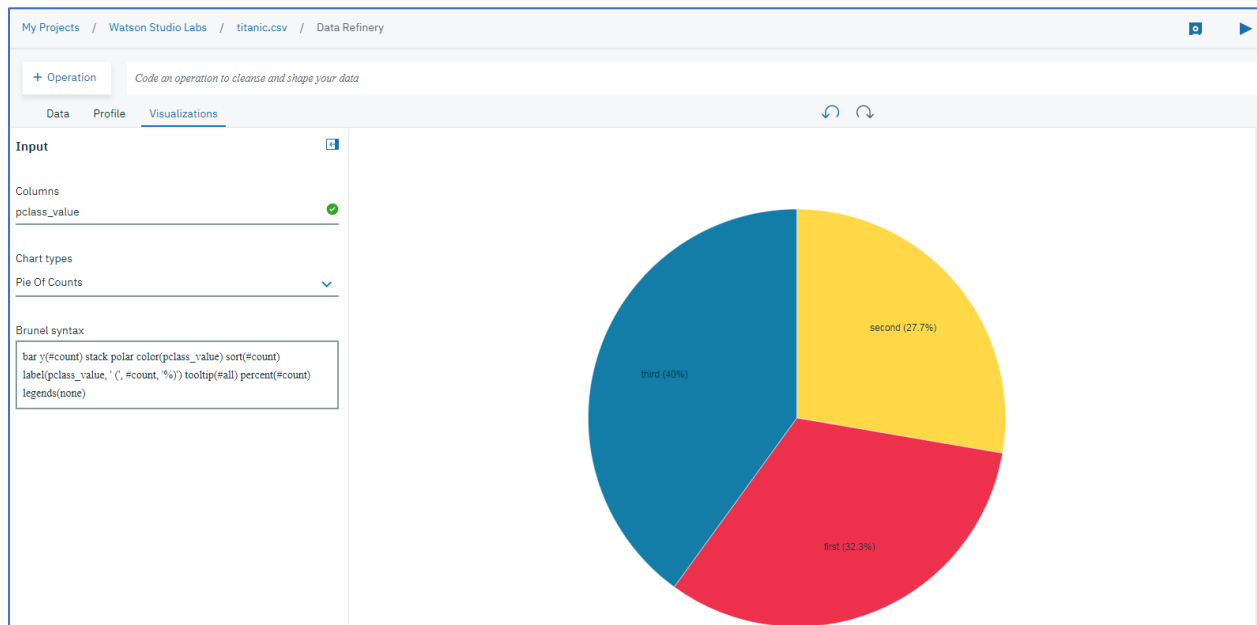 My Projects / Watson Studio Labs / titanic.csv / Data Refinery
+ Operation
Code an operation to cleanse and shape your data
Data Profile Visualizations
Input
Columns
pclass_value
Chart types
Pie Of Counts
Brunel syntax
bar y(#count) stack polar color(pclass_value) sort(#count)
label(pclass_value, ' (', #count, '%)') tooltip(#all) percent(#count)
legends(none)
second (27.7%)
third (40%)
first (32.3%)